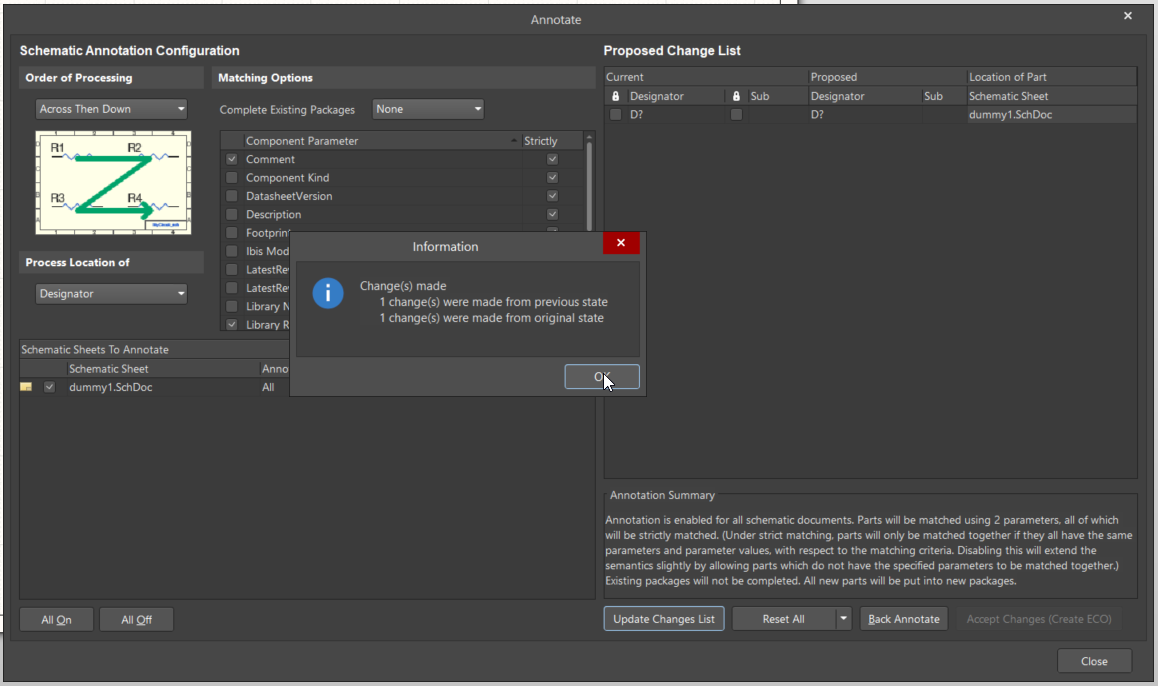 Annotate
Schematic Annotation Configuration
Order of Processing
Across Then Down
R1 R2
R3 R4
Process Location of
Designator
Matching Options
Complete Existing Packages None
Component Parameter Strictly
Comment
Component Kind
DatasheetVersion
Description
Footprint
Ibis Mod
LatestRe
LatestRe
Library N
Library R
Schematic Sheets To Annotate
Schematic Sheet Anno
dummy1.SchDoc All
All On All Off
Information
Change(s) made
1 change(s) were made from previous state
1 change(s) were made from original state
OK
Proposed Change List
Current Proposed Location of Part
Designator Sub Designator Sub Schematic Sheet
D? D? dummy1.SchDoc
Annotation Summary
Annotation is enabled for all schematic documents. Parts will be matched using 2 parameters, all of which
will be strictly matched. (Under strict matching, parts will only be matched together if they all have the same
parameters and parameter values, with respect to the matching criteria. Disabling this will extend the
semantics slightly by allowing parts which do not have the specified parameters to be matched together.)
Existing packages will not be completed. All new parts will be put into new packages.
Update Changes List Reset All Back Annotate Accept Changes (Create ECO)
Close